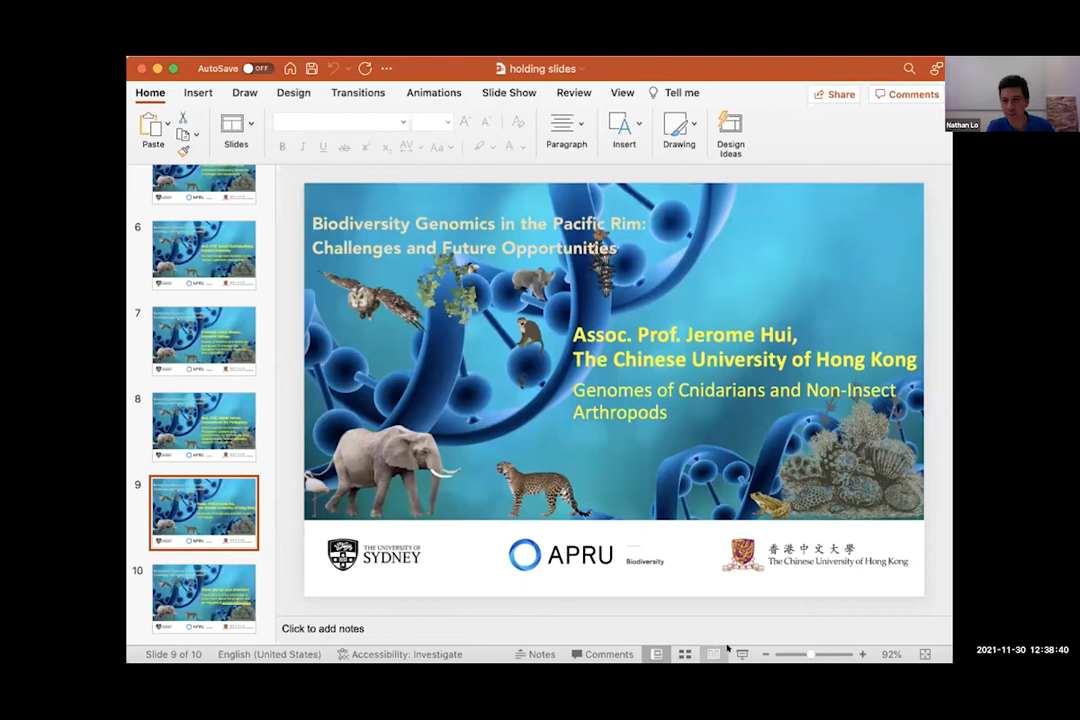 AutoSave OFF
holding slides
Home Insert Draw Design Transitions Animations Slide Show Review View Tell me
Share Comments
Paste Slides Paragraph Insert Drawing Design
Ideas
Nathan Lo
6
7
8
9
10
Biodiversity Genomics in the Pacific Rim:
Challenges and Future Opportunities
Assoc. Prof. Jerome Hui,
The Chinese University of Hong Kong
Genomes of Cnidarians and Non-Insect
Arthropods
THE UNIVERSITY OF
SYDNEY
APRU Biodiversity
香港中文大學
The Chinese University of Hong Kong
Click to add notes
Slide 9 of 10 English (United States) Accessibility: Investigate Notes Comments 92%
2021-11-30 12:38:40